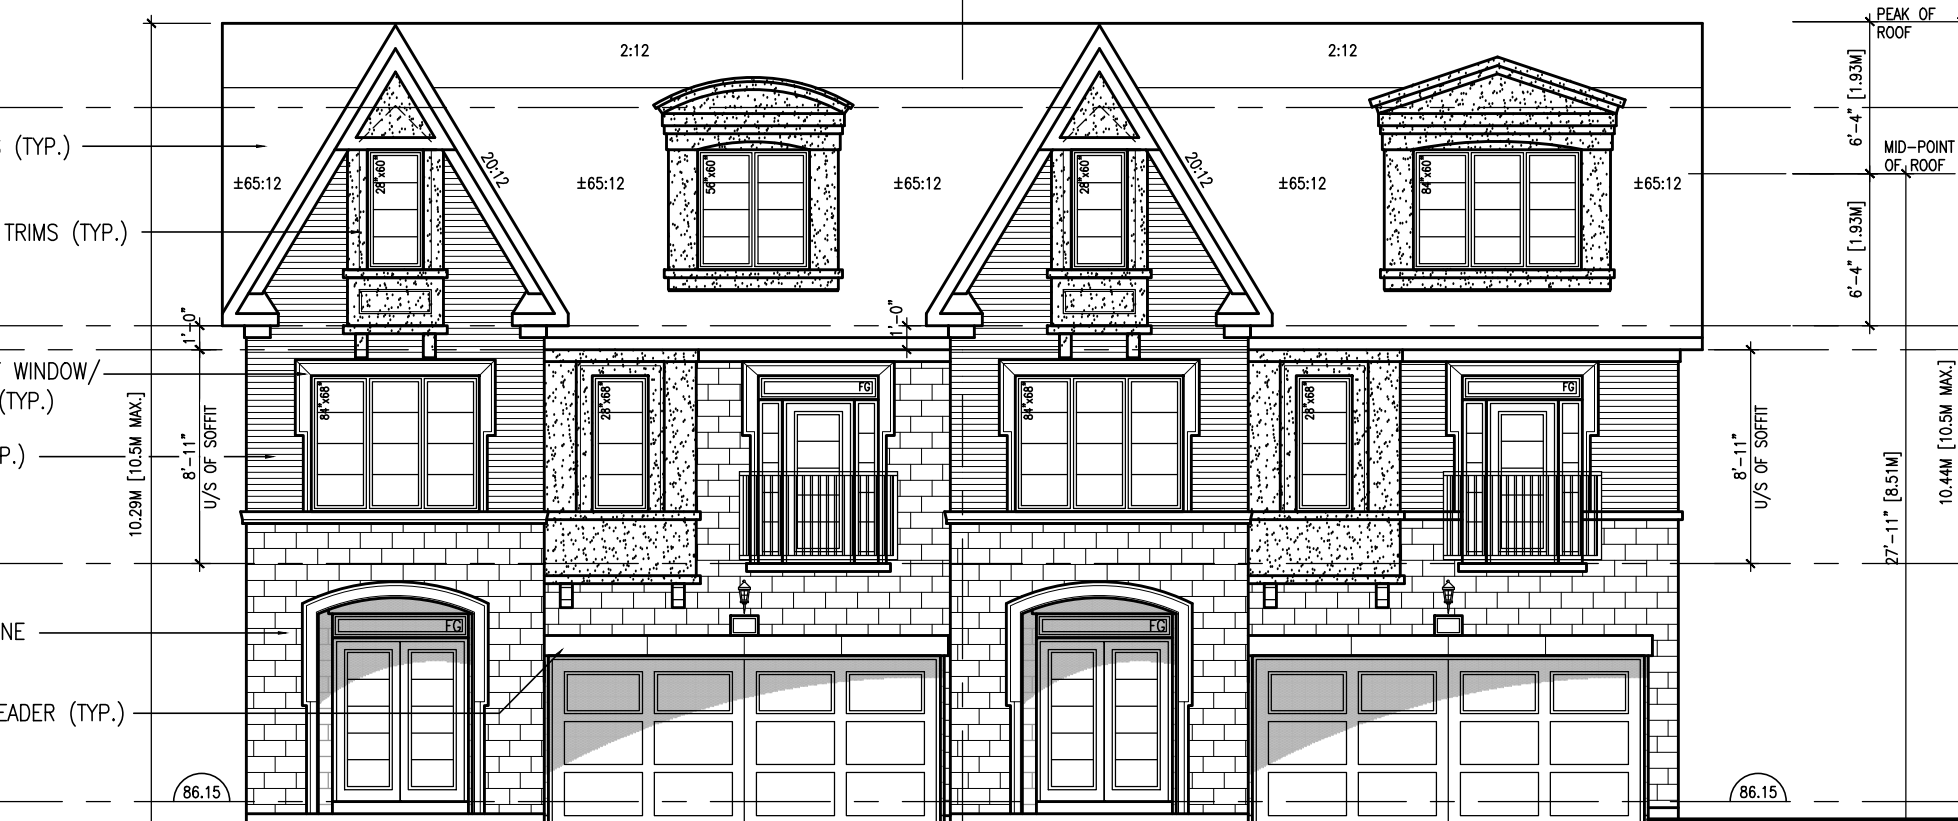 PEAK OF
ROOF
2:12
2:12
6'-4" [1.93M]
S (TYP.)
MID-POINT
OF ROOF
±65:12
28"x60"
20:12
±65:12
56"x60"
±65:12
28"x60"
20:12
±65:12
84"x60"
±65:12
TRIMS (TYP.)
6'-4" [1.93M]
1'-0"
1'-0"
WINDOW/
(TYP.)
84"x68"
28"x68"
FG
84"x68"
28"x68"
FG
10.29M [10.5M MAX.]
8'-11"
U/S OF SOFFIT
8'-11"
U/S OF SOFFIT
27'-11" [8.51M]
10.44M [10.5M MAX.]
P.)
NE
FG
FG
EADER (TYP.)
86.15
86.15